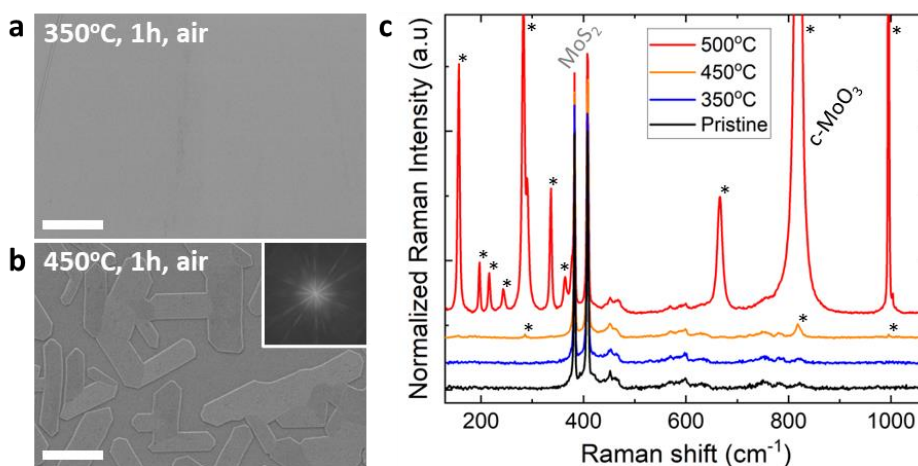 a
350°C, 1h, air
b
450°C, 1h, air
c
Normalized Raman Intensity (a.u)
MoS₂
500°C
450°C
350°C
Pristine
c-MoO₃
*
*
*
*
*
*
*
*
*
*
*
*
*
200
400
600
800
1000
Raman shift (cm⁻¹)